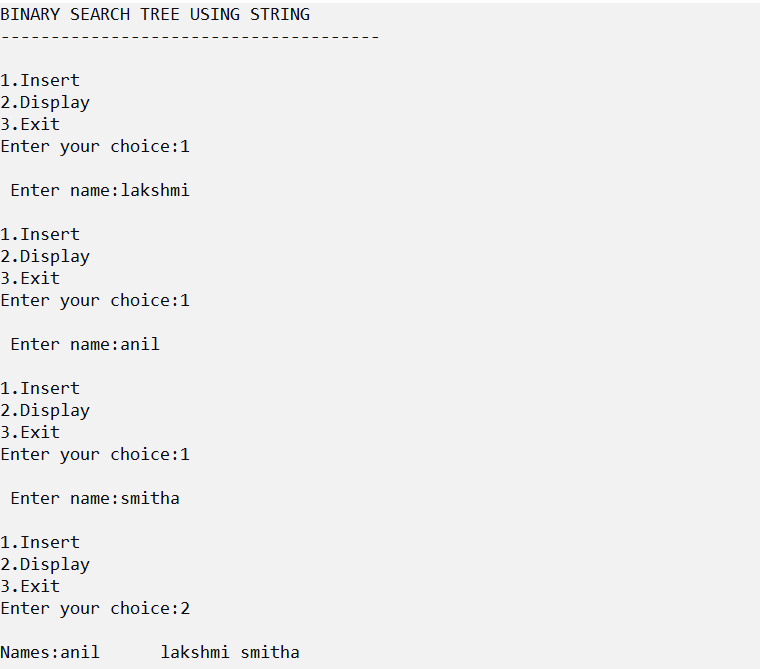 BINARY SEARCH TREE USING STRING
--------------------------------------
1.Insert
2.Display
3.Exit
Enter your choice:1
Enter name:lakshmi
1.Insert
2.Display
3.Exit
Enter your choice:1
Enter name:anil
1.Insert
2.Display
3.Exit
Enter your choice:1
Enter name:smitha
1.Insert
2.Display
3.Exit
Enter your choice:2
Names:anil      lakshmi smitha